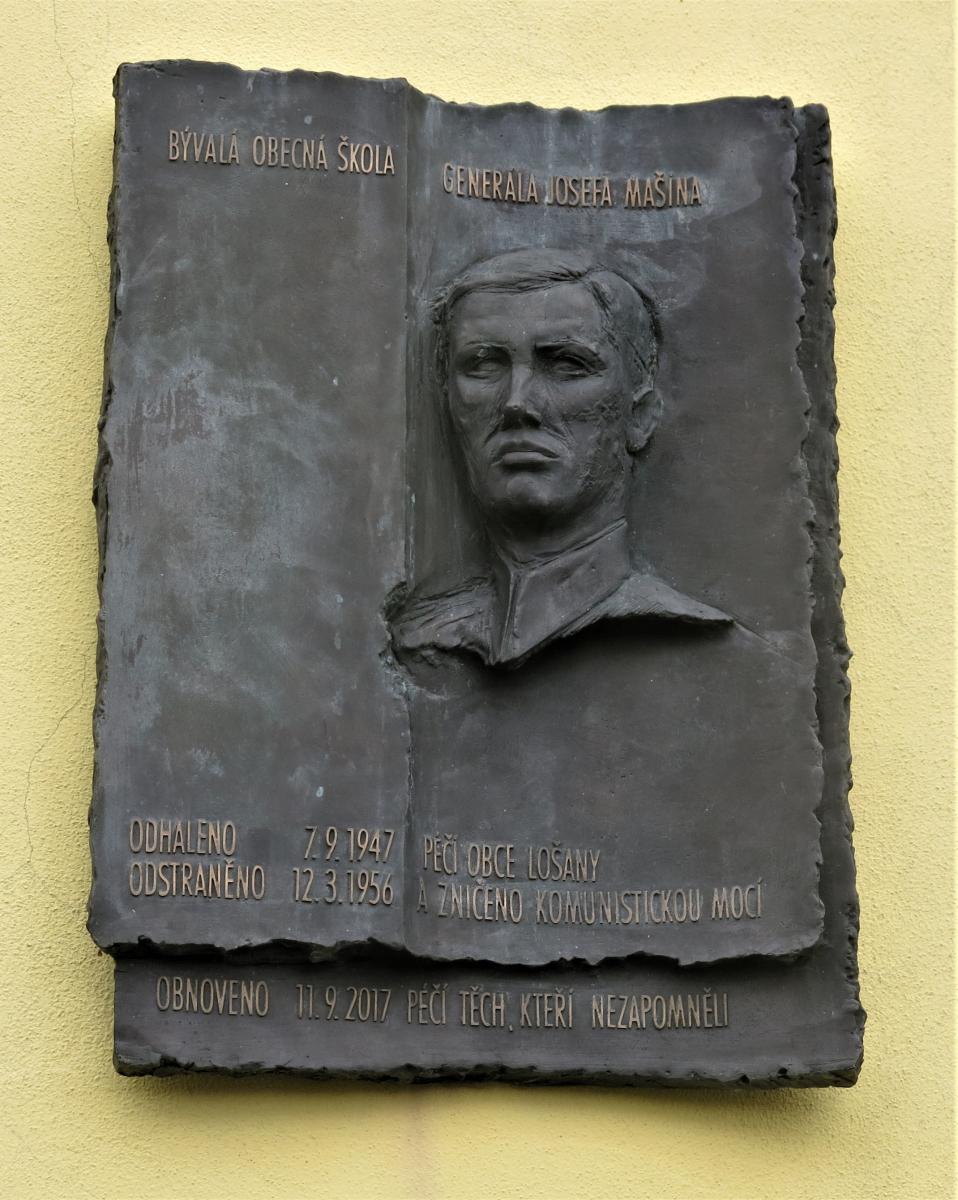 BÝVALÁ OBECNÁ ŠKOLA GENERÁLA JOSEFA MAŠÍNA
ODHALENO 7. 9. 1947 PÉČÍ OBCE LOŠANY
ODSTRANĚNO 12. 3. 1956 A ZNIČENO KOMUNISTICKOU MOCÍ
OBNOVENO 11. 9. 2017 PÉČÍ TĚCH, KTEŘÍ NEZAPOMNĚLI